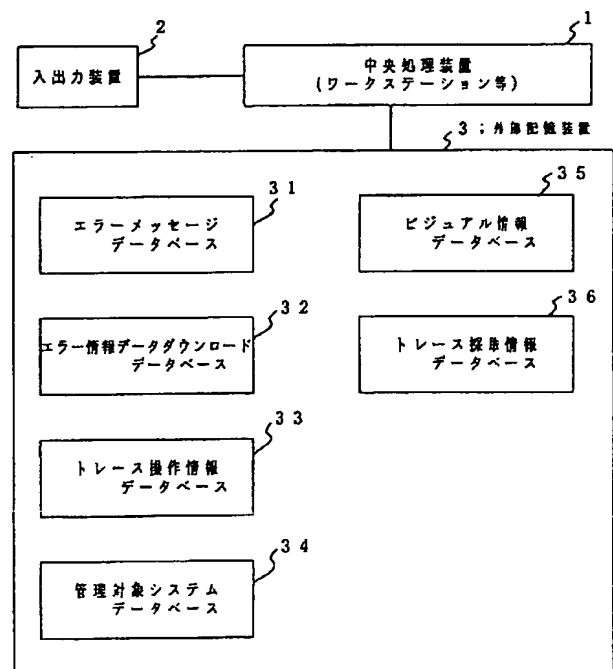 2
入出力装置
1
中央処理装置
(ワークステーション等)
3;外部記憶装置
31
エラーメッセージ
データベース
32
エラー情報データダウンロード
データベース
33
トレース操作情報
データベース
34
管理対象システム
データベース
35
ビジュアル情報
データベース
36
トレース採取情報
データベース